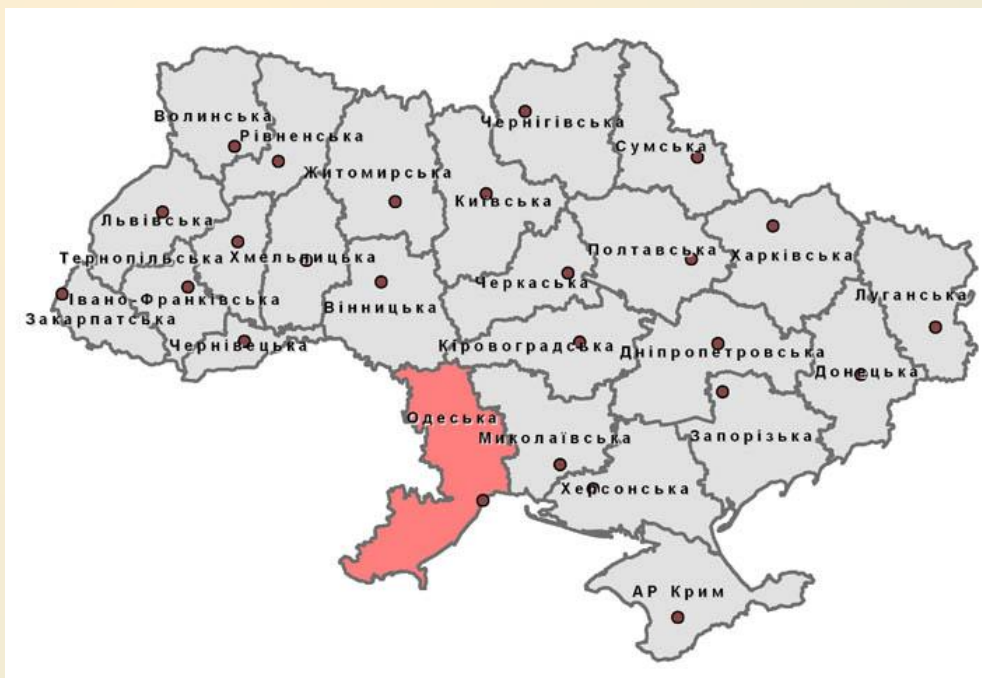 Волинська
Рівненська
Чернігівська
Сумська
Житомирська
Київська
Львівська
Тернопільська
Хмельницька
Полтавська
Харківська
Черкаська
Луганська
Івано-Франківська
Вінницька
Закарпатська
Чернівецька
Кіровоградська
Дніпропетровська
Донецька
Одеська
Миколаївська
Запорізька
Херсонська
АР Крим